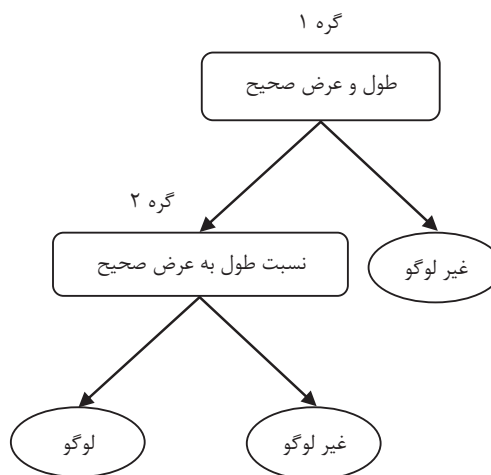 گره ۱
طول و عرض صحیح
گره ۲
نسبت طول به عرض صحیح
غیر لوگو
غیر لوگو
لوگو